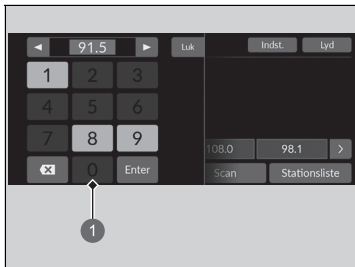 91.5 Luk Indst. Lyd
1 2 3
4 5 6
7 8 9
108.0 98.1 >
0 Enter Scan Stationsliste
1